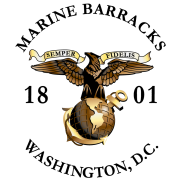 MARINE BARRACKS
SEMPER FIDELIS
18 01
WASHINGTON, D.C.